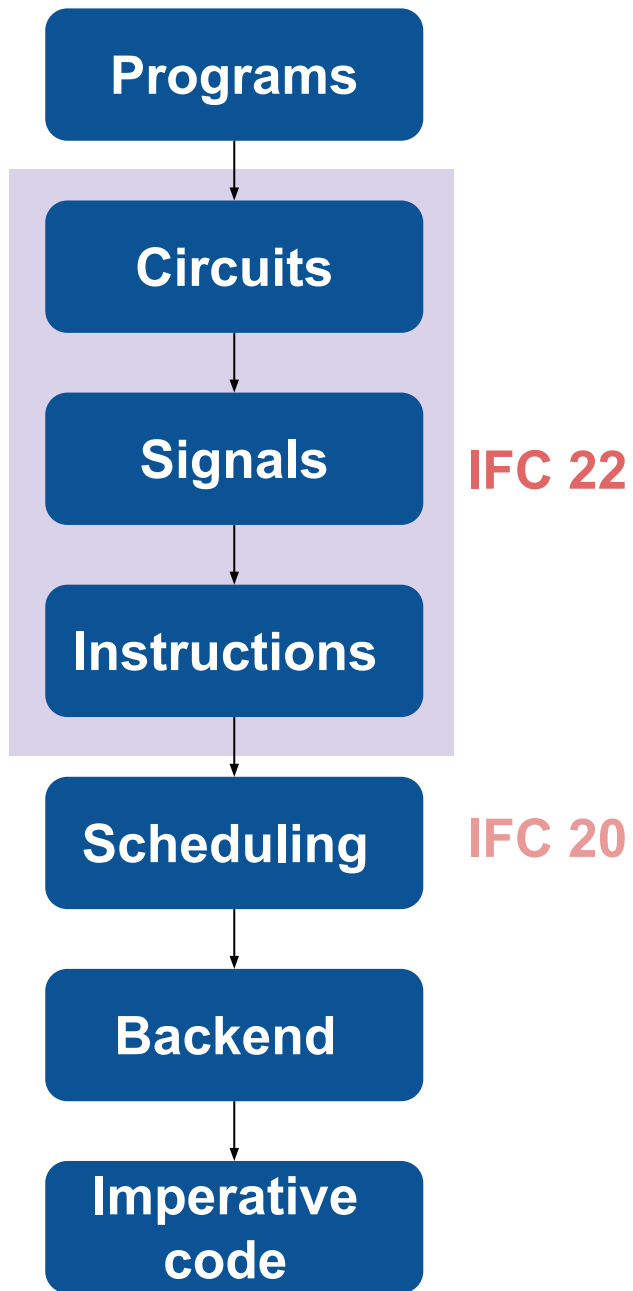 Programs
Circuits
Signals
IFC 22
Instructions
Scheduling
IFC 20
Backend
Imperative
code